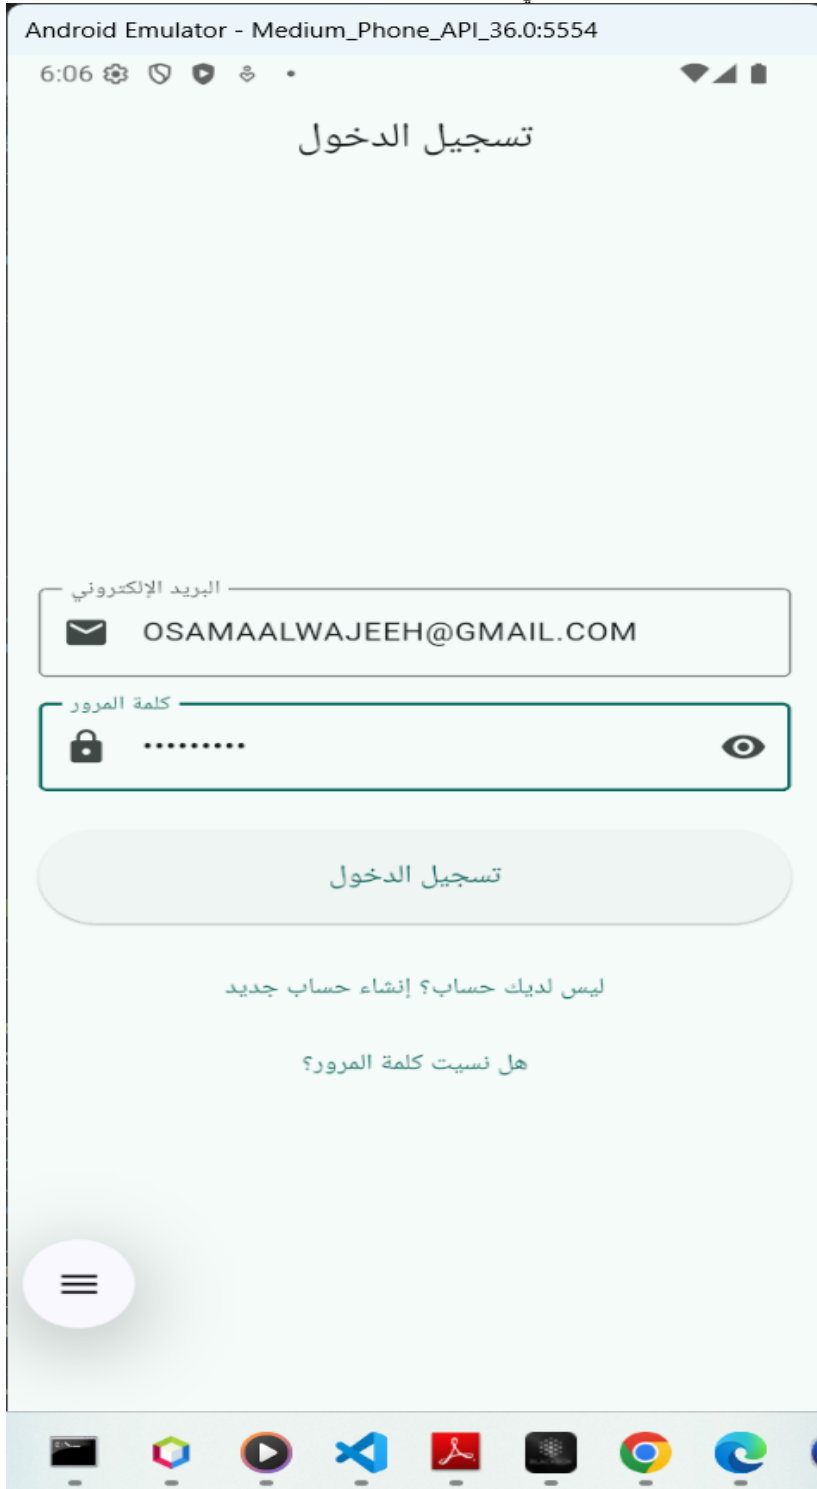 Android Emulator - Medium_Phone_API_36.0:5554
6:06
تسجيل الدخول
البريد الإلكتروني
OSAMAALWAJEEH@GMAIL.COM
كلمة المرور
•••••••••
تسجيل الدخول
ليس لديك حساب؟ إنشاء حساب جديد
هل نسيت كلمة المرور؟